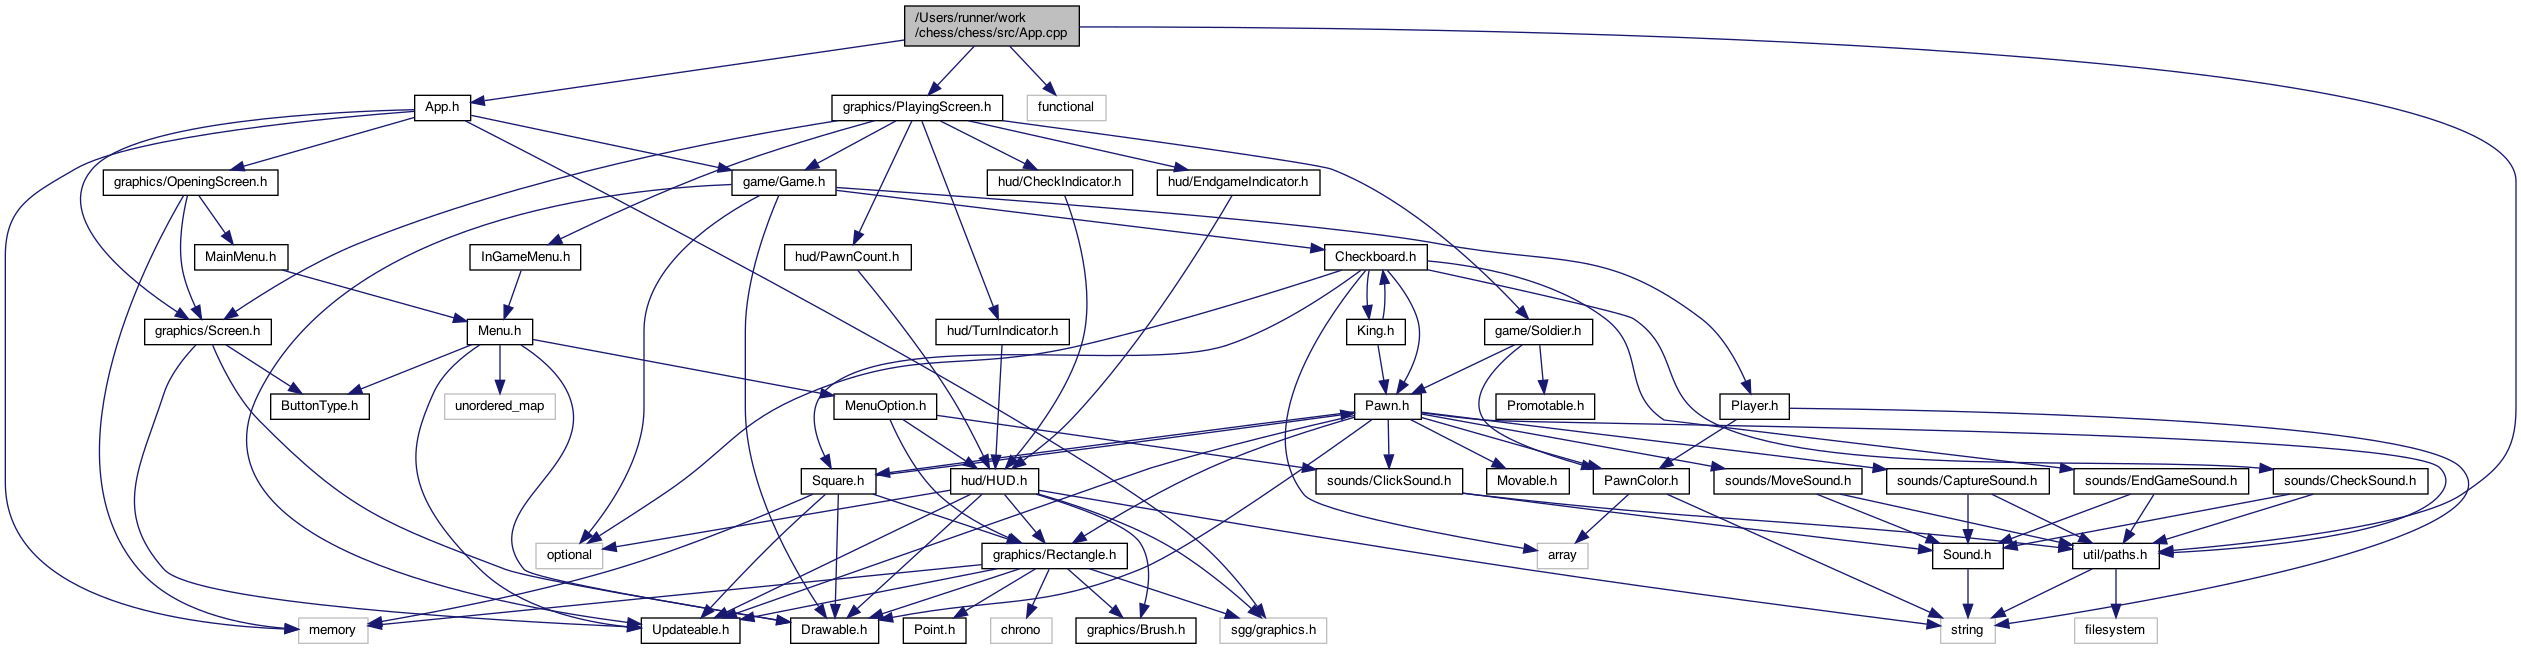 /Users/runner/work
/chess/chess/src/App.cpp
App.h
graphics/PlayingScreen.h
functional
graphics/OpeningScreen.h
game/Game.h
hud/CheckIndicator.h
hud/EndgameIndicator.h
MainMenu.h
InGameMenu.h
hud/PawnCount.h
Checkboard.h
graphics/Screen.h
Menu.h
hud/TurnIndicator.h
King.h
game/Soldier.h
ButtonType.h
unordered_map
MenuOption.h
Pawn.h
Promotable.h
Player.h
Square.h
hud/HUD.h
sounds/ClickSound.h
Movable.h
PawnColor.h
sounds/MoveSound.h
sounds/CaptureSound.h
sounds/EndGameSound.h
sounds/CheckSound.h
optional
graphics/Rectangle.h
array
Sound.h
util/paths.h
memory
Updateable.h
Drawable.h
Point.h
chrono
graphics/Brush.h
sgg/graphics.h
string
filesystem